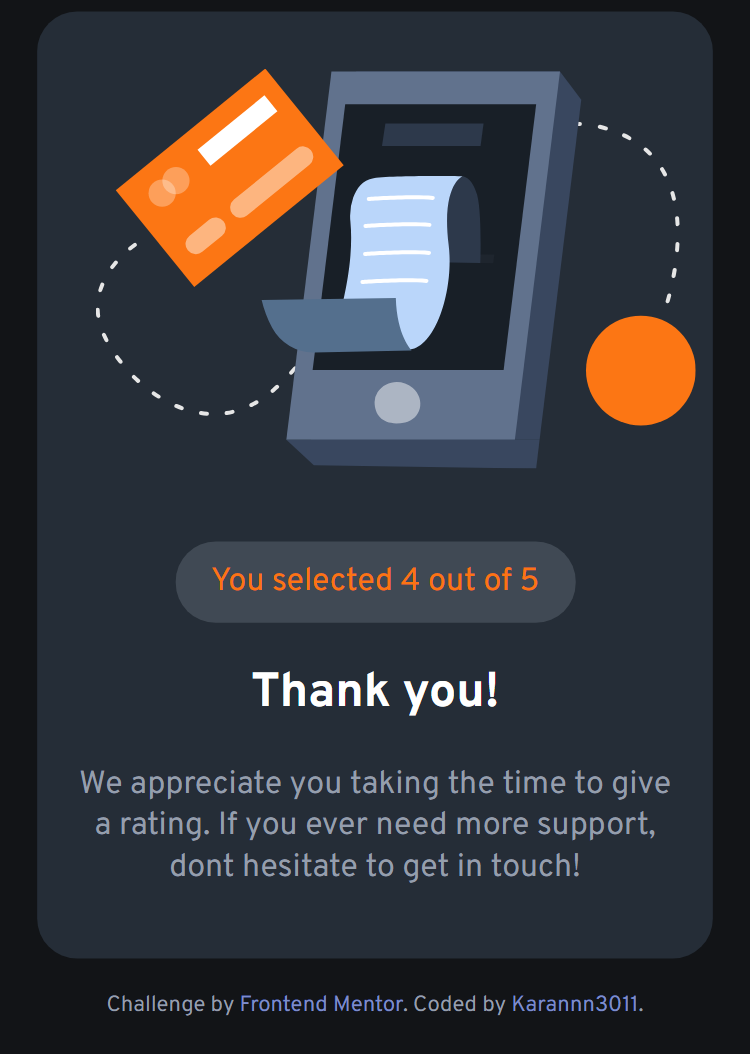 You selected 4 out of 5
Thank you!
We appreciate you taking the time to give
a rating. If you ever need more support,
dont hesitate to get in touch!
Challenge by Frontend Mentor. Coded by Karannn3011.